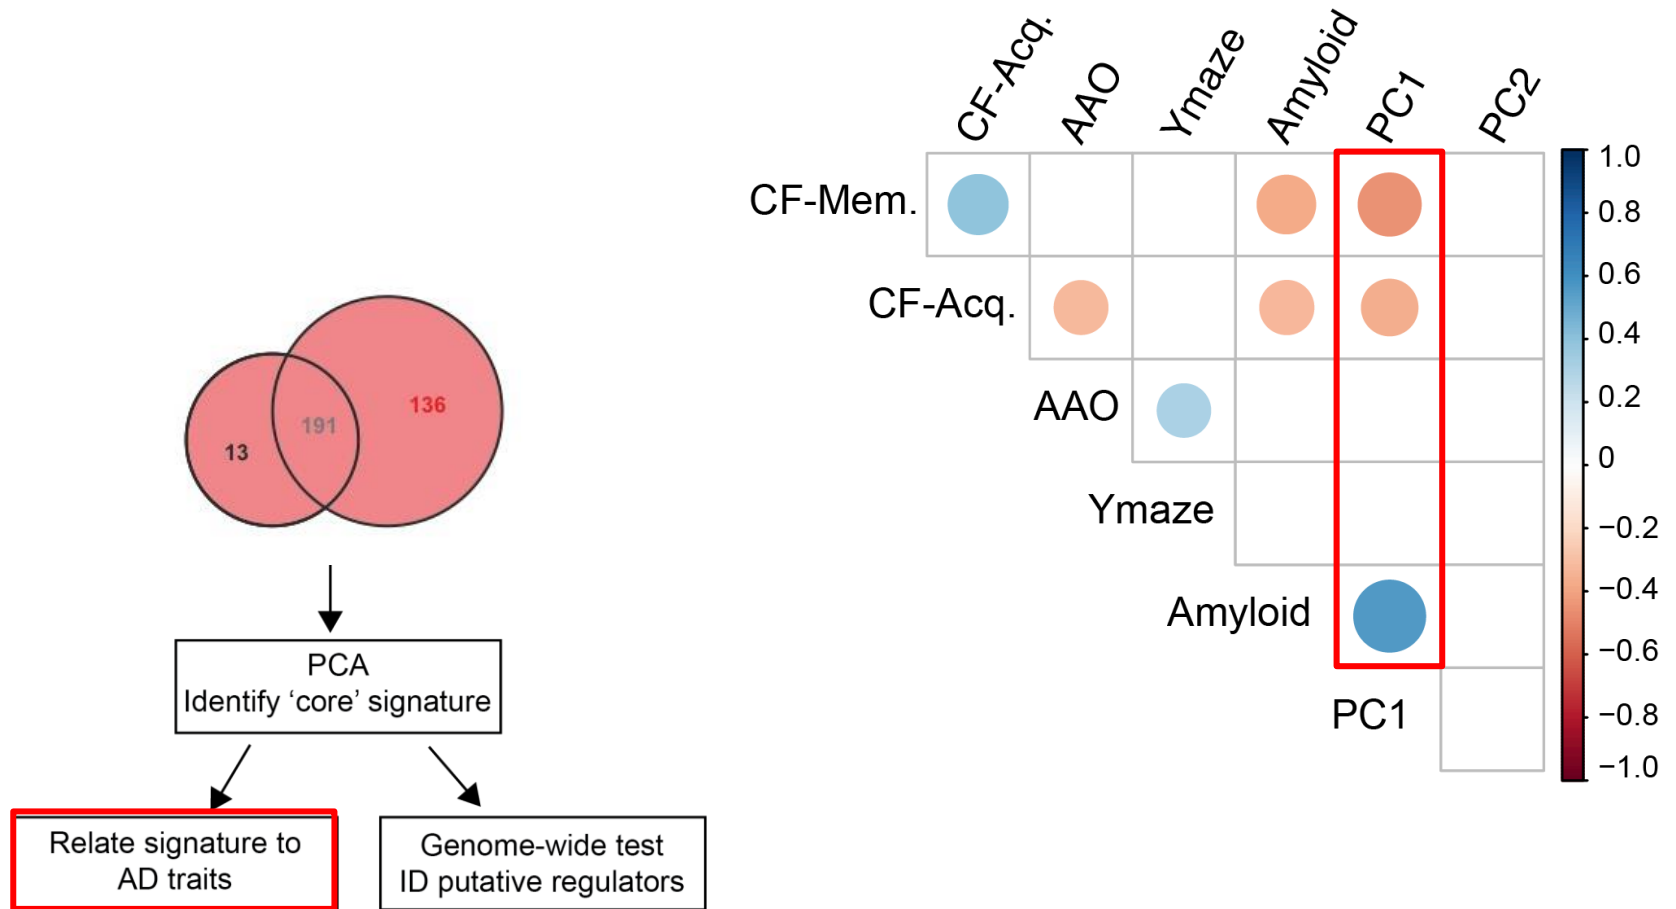 13
191
136
PCA
Identify ‘core’ signature
Relate signature to
AD traits
Genome-wide test
ID putative regulators
CF-Acq.
AAO
Ymaze
Amyloid
PC1
PC2
CF-Mem.
CF-Acq.
AAO
Ymaze
Amyloid
PC1
1.0
0.8
0.6
0.4
0.2
0
−0.2
−0.4
−0.6
−0.8
−1.0